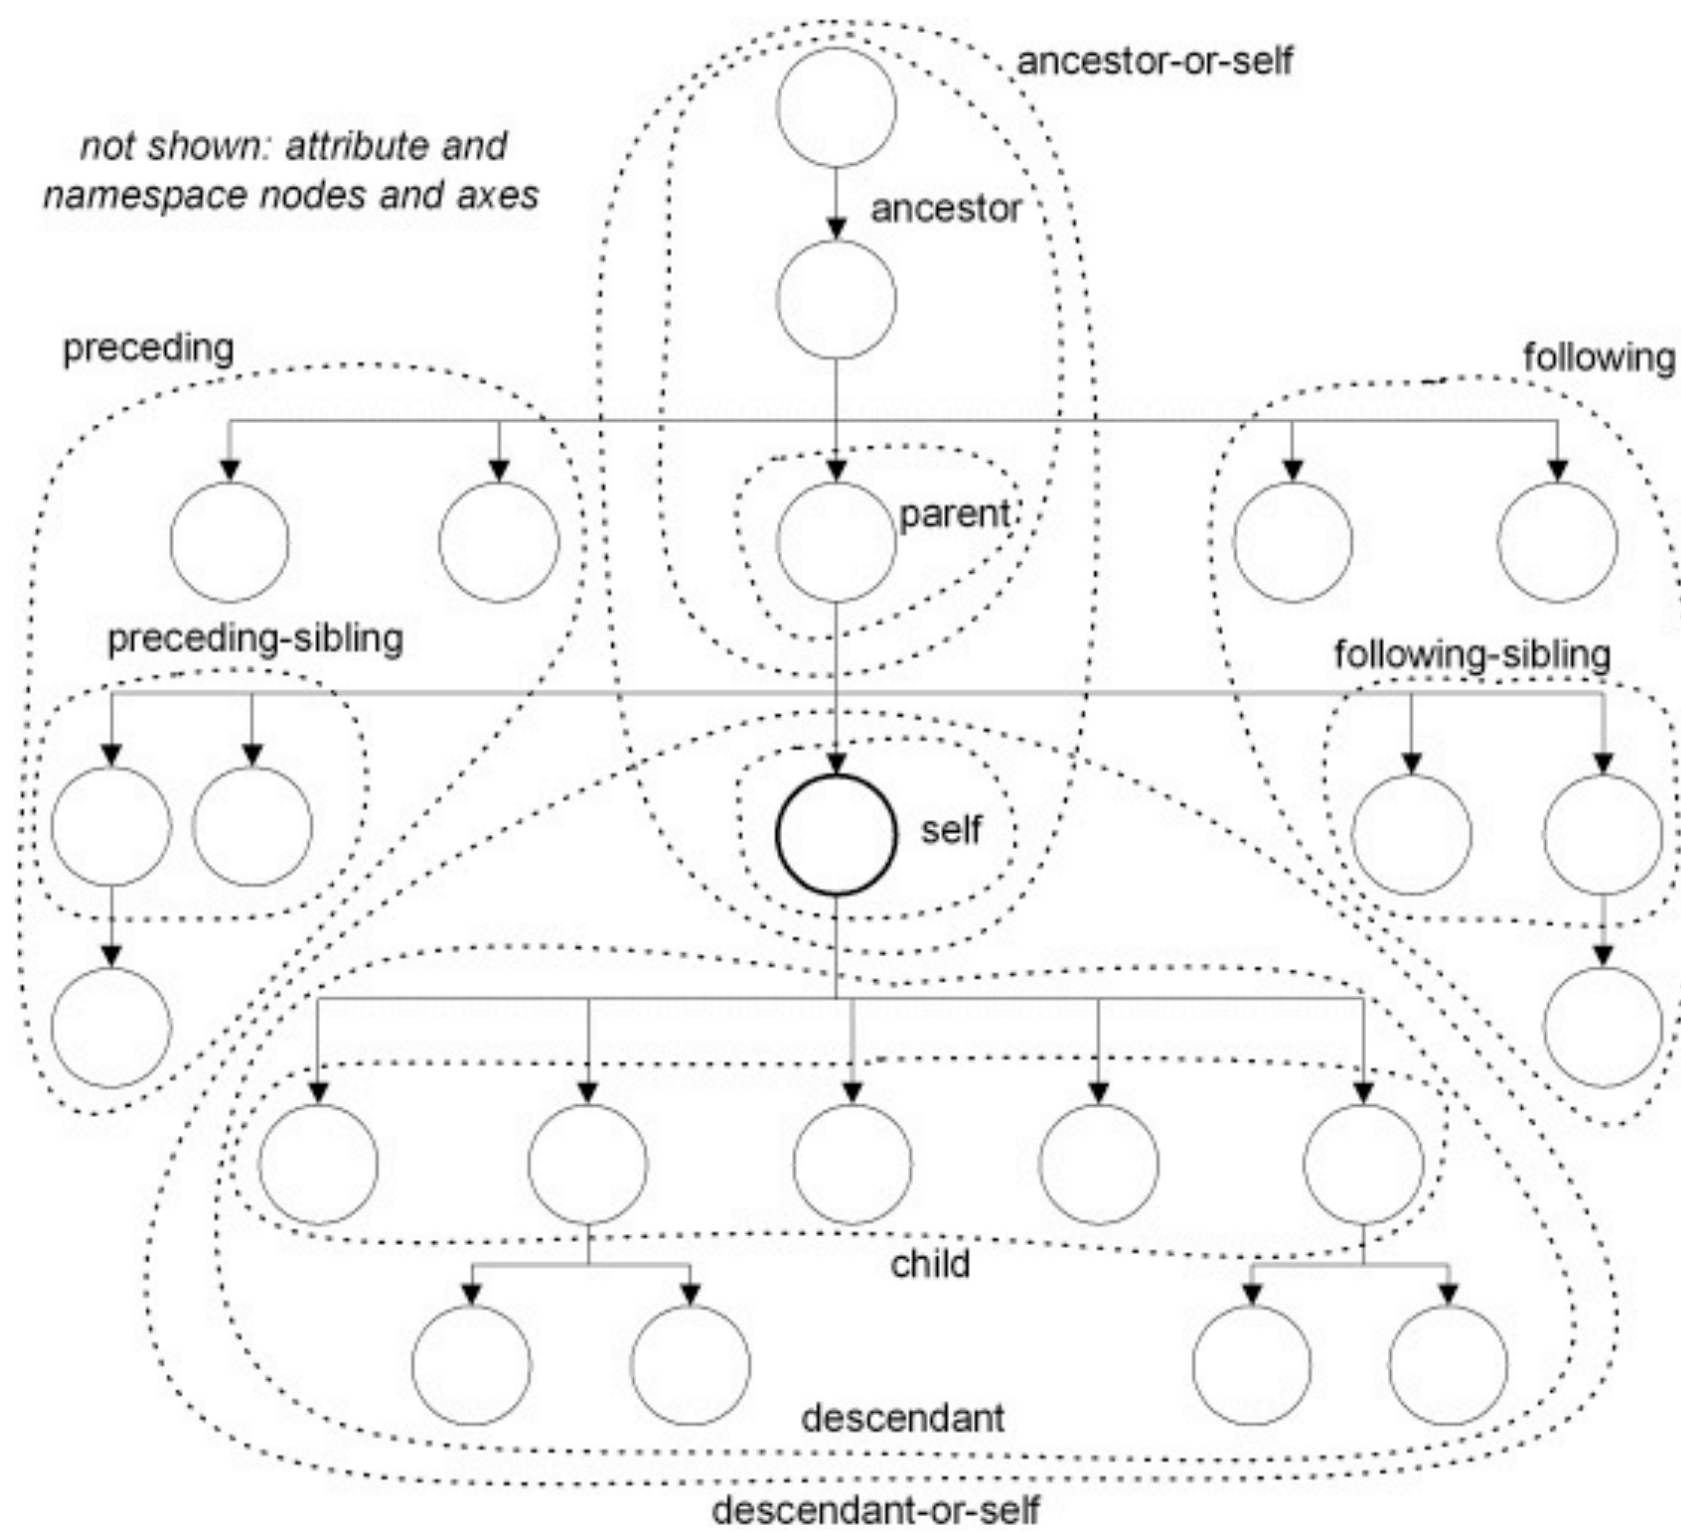 ancestor-or-self
not shown: attribute and
namespace nodes and axes
ancestor
preceding
following
parent
preceding-sibling
following-sibling
self
child
descendant
descendant-or-self